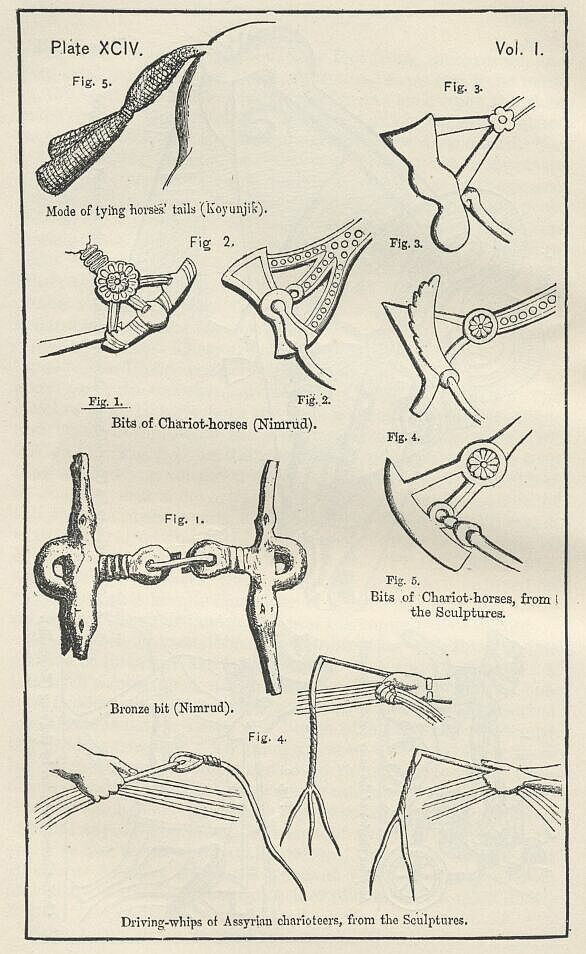 Plate XCIV.
Vol. I.
Fig. 5.
Fig. 3.
Mode of tying horses' tails (Koyunjik).
Fig 2.
Fig. 3.
Fig. 1.
Fig. 2.
Bits of Chariot-horses (Nimrud).
Fig. 4.
Fig. 1.
Fig. 5.
Bits of Chariot-horses, from
the Sculptures.
Bronze bit (Nimrud).
Fig. 4.
Driving-whips of Assyrian charioteers, from the Sculptures.